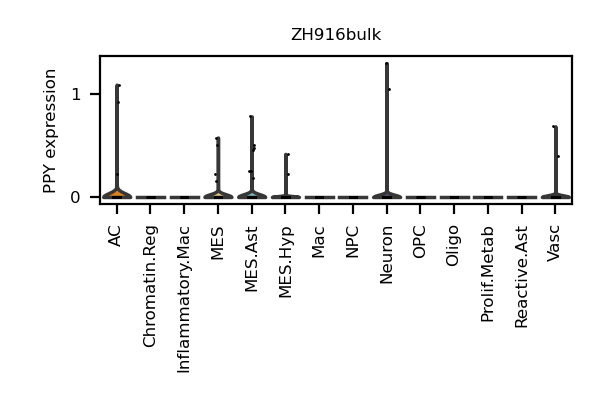 ZH916bulk
PPY expression
1
0
AC
Chromatin.Reg
Inflammatory.Mac
MES
MES.Ast
MES.Hyp
Mac
NPC
Neuron
OPC
Oligo
Prolif.Metab
Reactive.Ast
Vasc